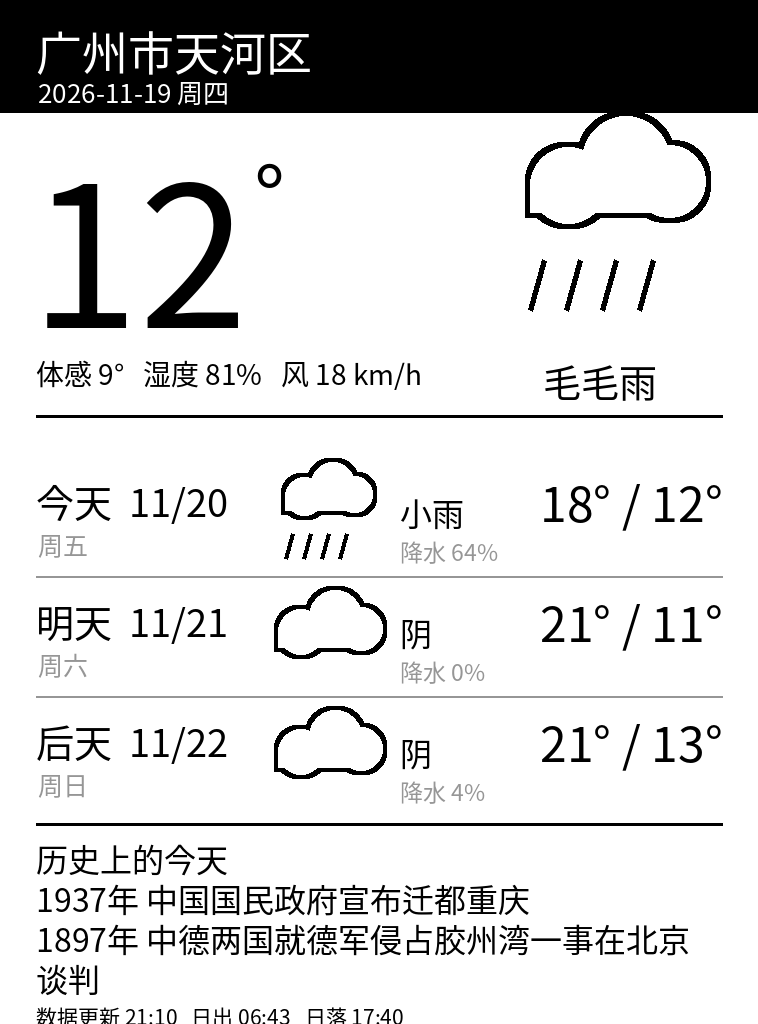 广州市天河区
2026-11-19 周四
12°
体感 9° 湿度 81% 风 18 km/h
毛毛雨
今天 11/20 小雨 18° / 12°
周五 降水 64%
明天 11/21 阴 21° / 11°
周六 降水 0%
后天 11/22 阴 21° / 13°
周日 降水 4%
历史上的今天
1937年 中国国民政府宣布迁都重庆
1897年 中德两国就德军侵占胶州湾一事在北京
谈判
数据更新 21:10 日出 06:43 日落 17:40